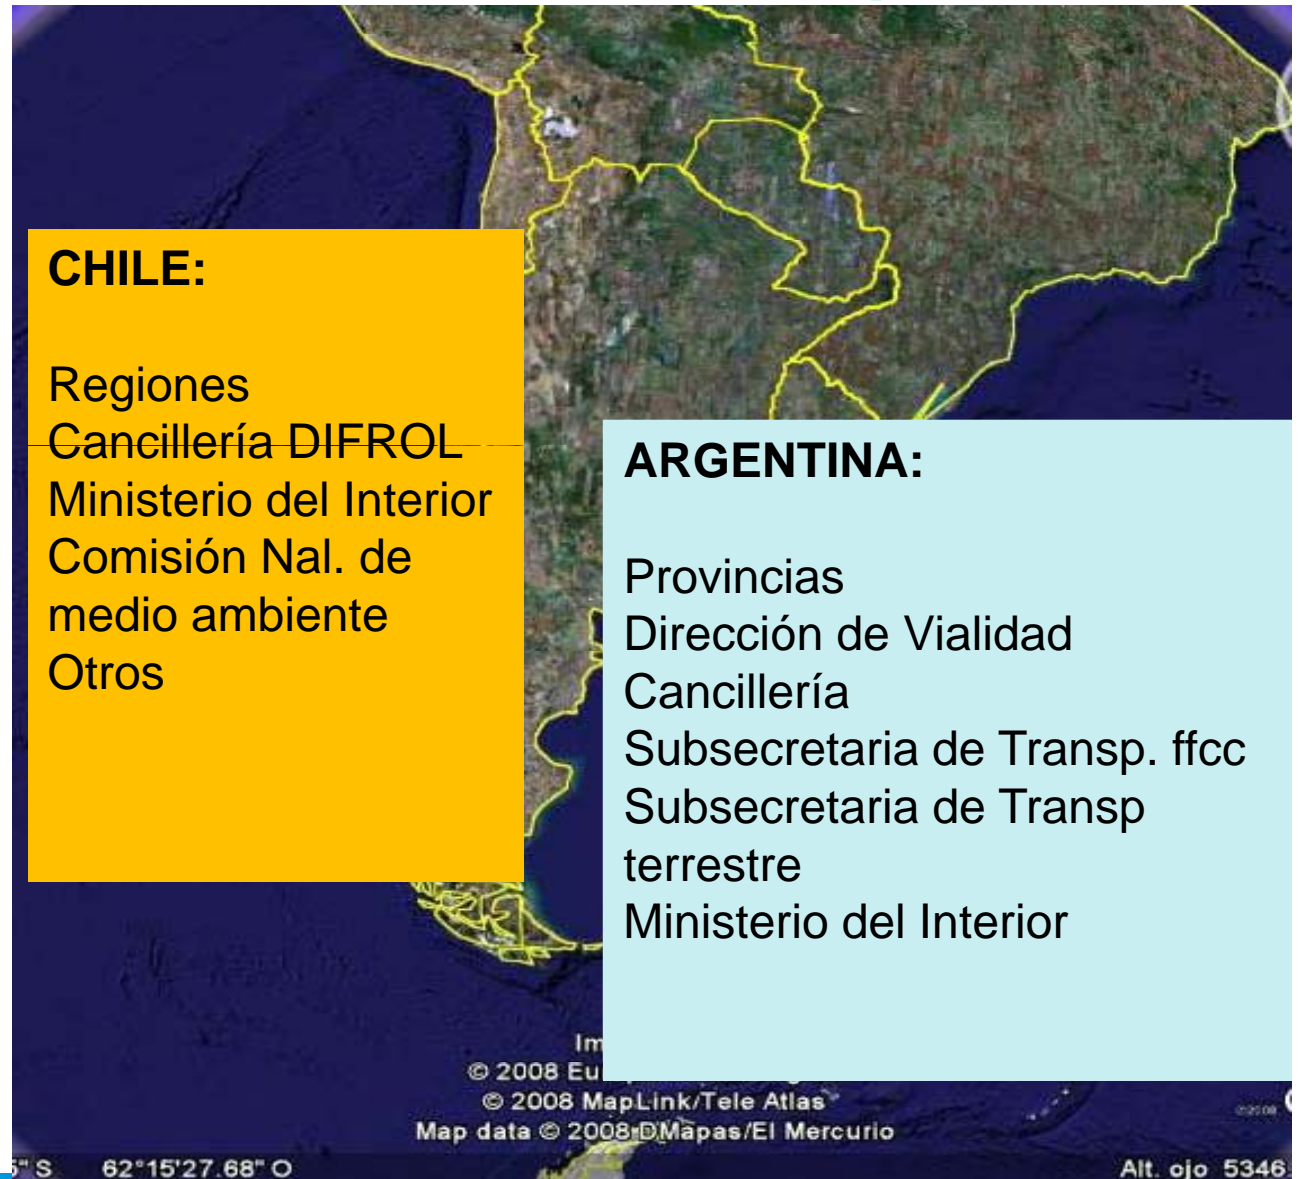 CHILE:
Regiones
Cancillería DIFROL
Ministerio del Interior
Comisión Nal. de
medio ambiente
Otros
ARGENTINA:
Provincias
Dirección de Vialidad
Cancillería
Subsecretaria de Transp. ffcc
Subsecretaria de Transp
terrestre
Ministerio del Interior
© 2008
© 2008 MapLink/Tele Atlas
Map data © 2008 DMapas/El Mercurio
" S 62°15'27.68" O
Alt. ojo 5346